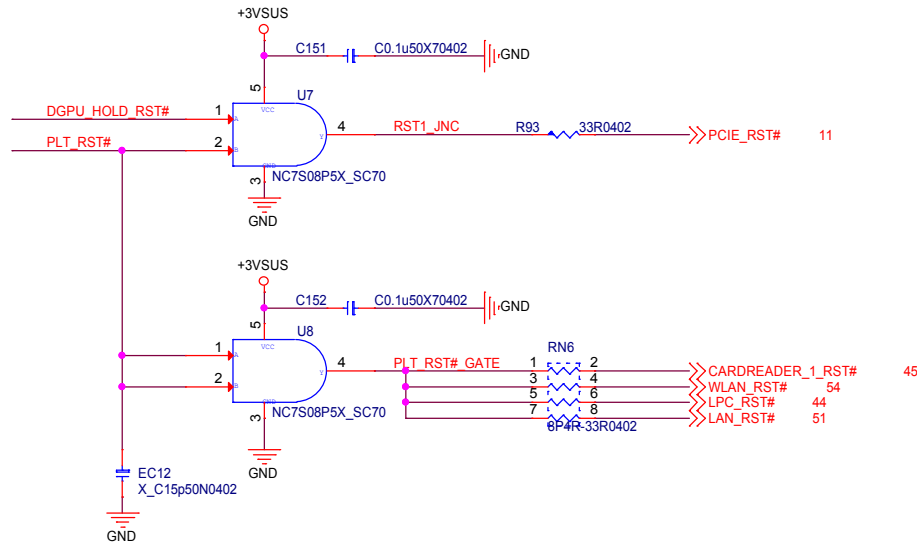 +3VSUS
C151 C0.1u50X70402 GND
5
U7
VCC
DGPU_HOLD_RST# 1 A
Y 4 RST1_JNC R93 33R0402 PCIE_RST# 11
PLT_RST# 2 B
GND
NC7S08P5X_SC70
3
GND
+3VSUS
C152 C0.1u50X70402 GND
5
U8
VCC
RN6
1 A
Y 4 PLT_RST#_GATE 1 2 CARDREADER_1_RST# 45
2 B
3 4 WLAN_RST# 54
5 6 LPC_RST# 44
7 8 LAN_RST# 51
GND
NC7S08P5X_SC70
8P4R-33R0402
3
GND
EC12
X_C15p50N0402
GND